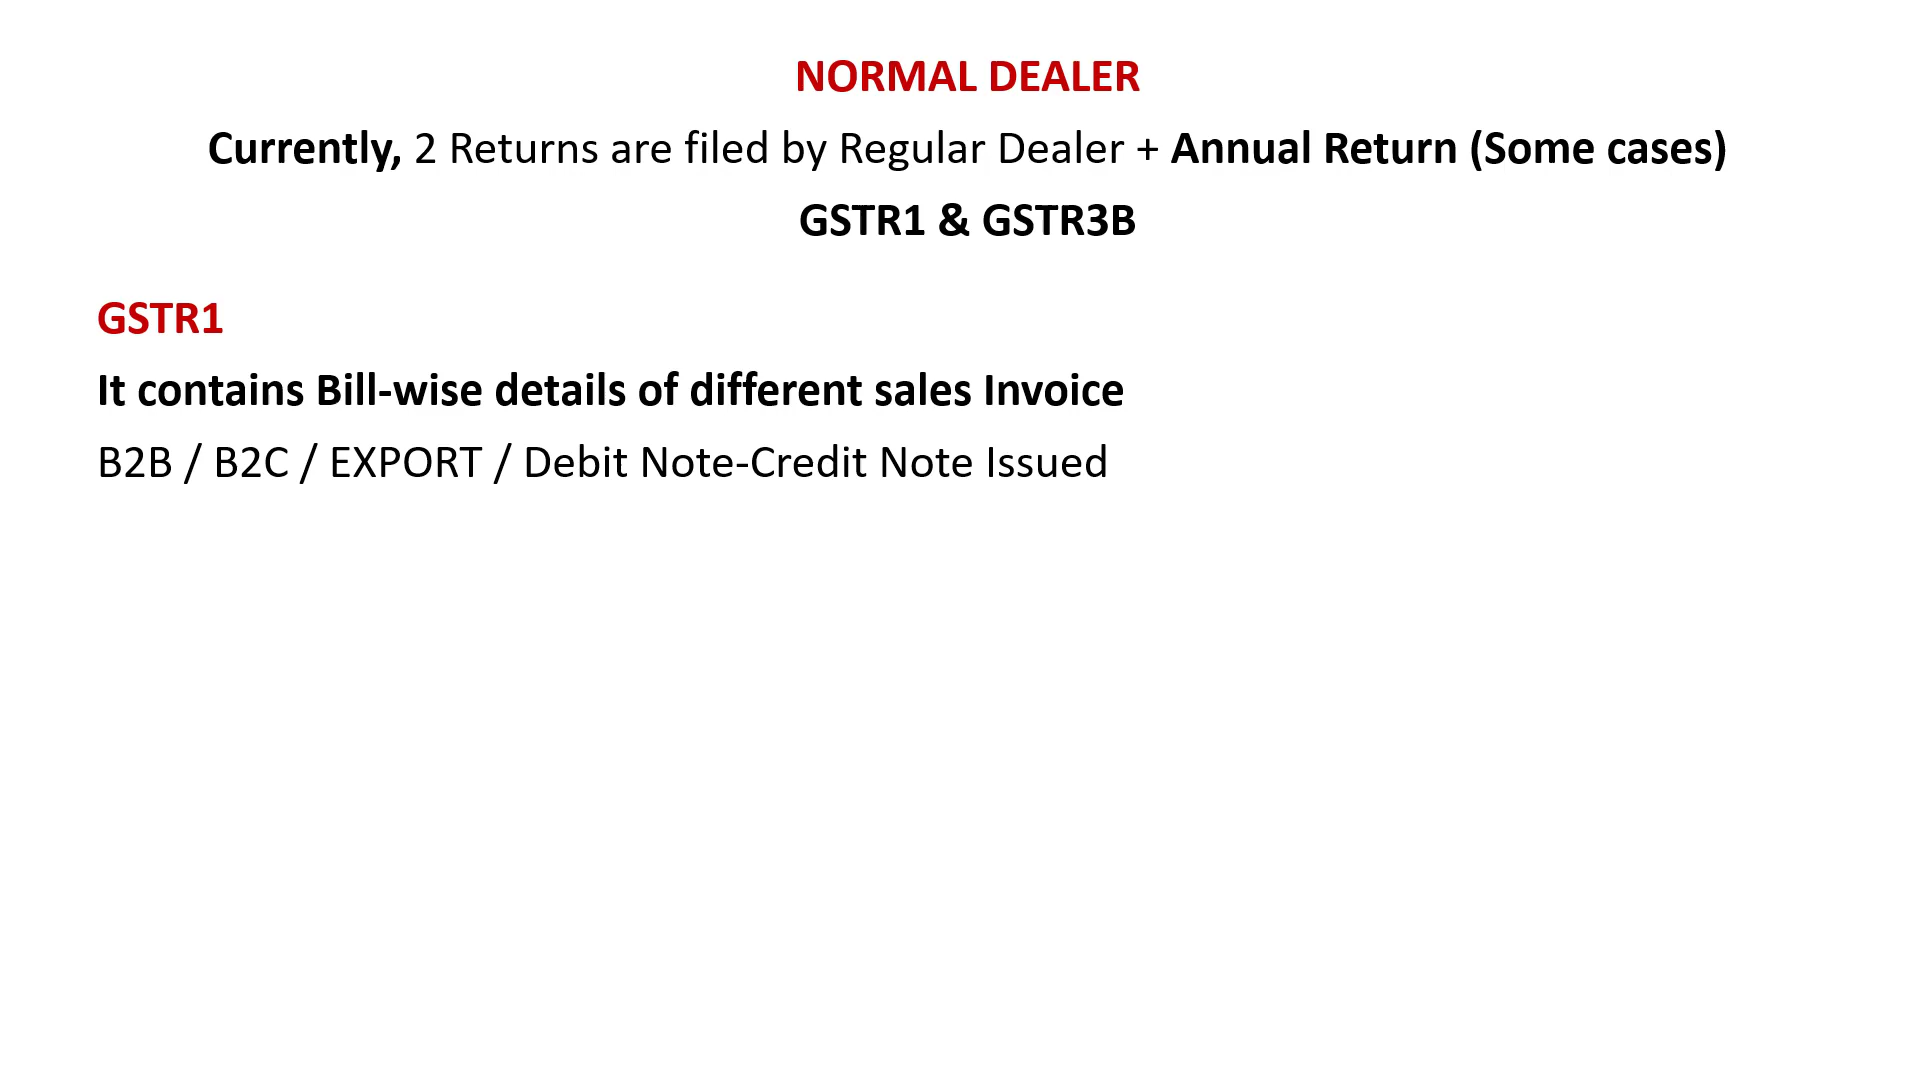 NORMAL DEALER
Currently, 2 Returns are filed by Regular Dealer + Annual Return (Some cases)
GSTR1 & GSTR3B
GSTR1
It contains Bill-wise details of different sales Invoice
B2B / B2C / EXPORT / Debit Note-Credit Note Issued